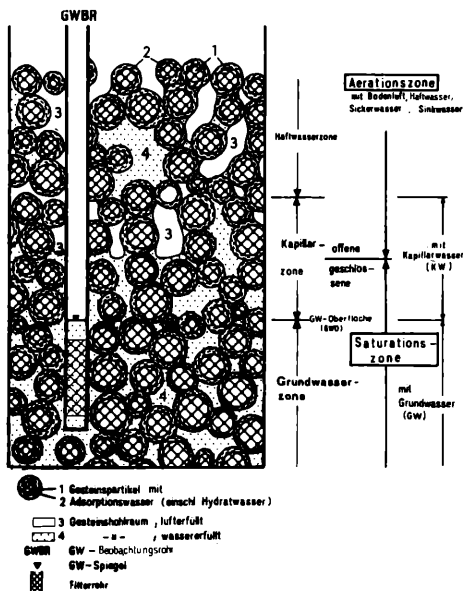 GWBR
2 1
3 4 3
3
3
4
Aerationszone
mit Bodenluft, Haftwasser,
Sickerwasser, Sinkwasser
Haftwasserzone
Kapillar-
zone
offene
geschlos-
sene
mit
Kapillarwasser
(KW)
GW-Oberfläche
(GWO)
Saturations-
zone
Grundwasser-
zone
mit
Grundwasser
(GW)
1 Gesteinspartikel mit
2 Adsorptionswasser (einschl Hydratwasser)
3 Gesteinshohlraum, lufterfüllt
4 -"- , wassererfüllt
GWBR GW - Beobachtungsrohr
GW-Spiegel
Filterrohr